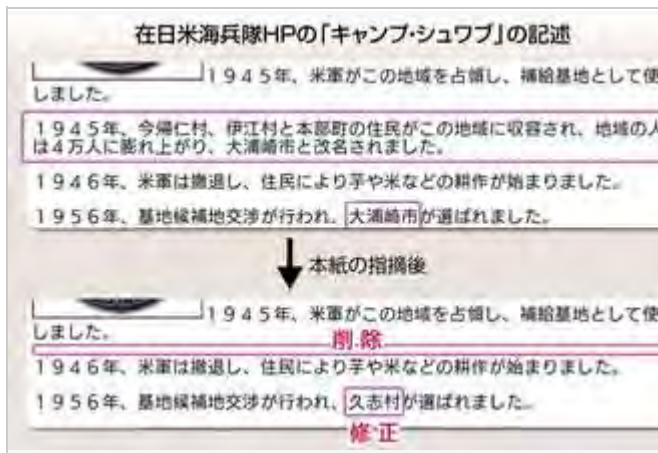 在日米海兵隊HPの「キャンプ・シュワブ」の記述
1945年、米軍がこの地域を占領し、補給基地として使
しました。
1945年、今帰仁村、伊江村と本部町の住民がこの地域に収容され、地域の人
は4万人に膨れ上がり、大浦崎市と改名されました。
1946年、米軍は撤退し、住民により芋や米などの耕作が始まりました。
1956年、基地候補地交渉が行われ、大浦崎市が選ばれました。
本紙の指摘後
1945年、米軍がこの地域を占領し、補給基地として使
しました。
削除
1946年、米軍は撤退し、住民により芋や米などの耕作が始まりました。
1956年、基地候補地交渉が行われ、久志村が選ばれました。
修正